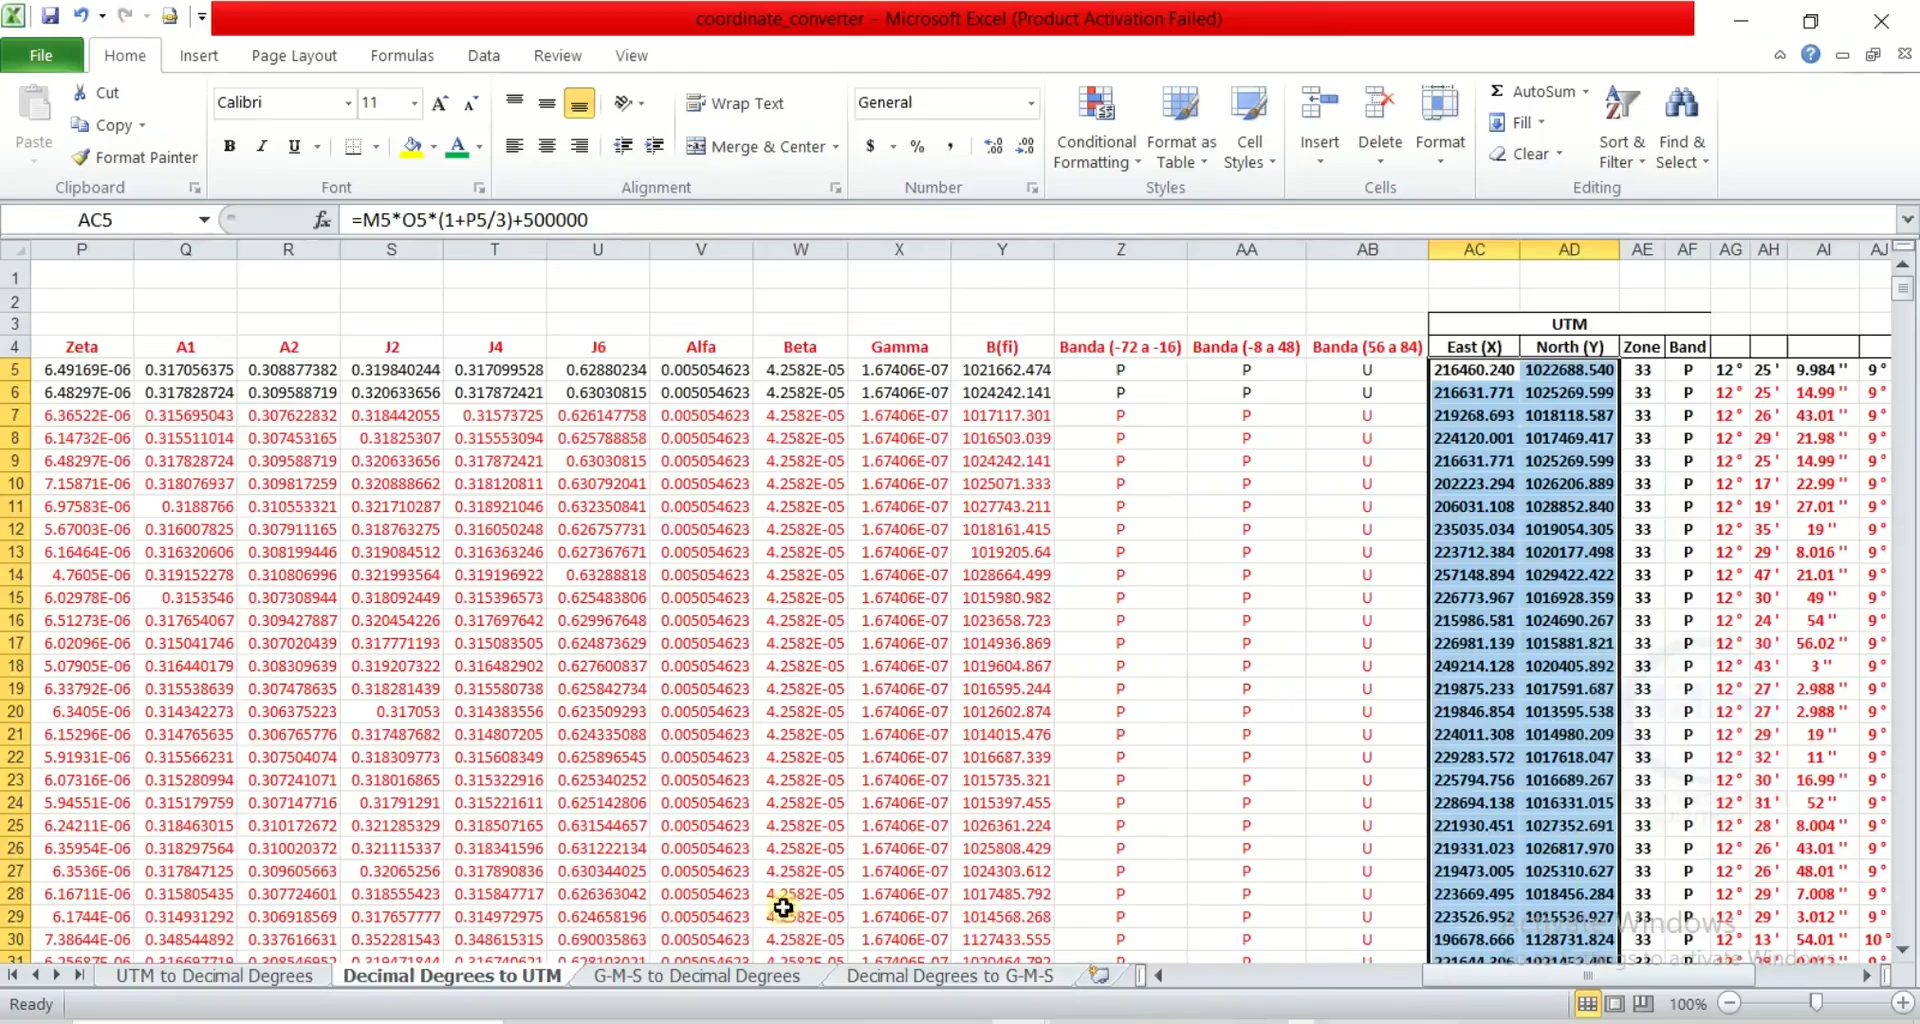 coordinate_converter - Microsoft Excel (Product Activation Failed)
File Home Insert Page Layout Formulas Data Review View
Paste Cut Copy Format Painter
Calibri 11
Wrap Text
Merge & Center
General
Conditional Formatting Format as Table Cell Styles
Insert Delete Format
AutoSum Fill Clear
Sort & Filter Find & Select
Clipboard Font Alignment Number Styles Cells Editing
AC5 fx =M5*O5*(1+P5/3)+500000
P Q R S T U V W X Y Z AA AB AC AD AE AF AG AH AI AJ
1
2
3 UTM
4 Zeta A1 A2 J2 J4 J6 Alfa Beta Gamma B(fi) Banda (-72 a -16) Banda (-8 a 48) Banda (56 a 84) East (X) North (Y) Zone Band
5 6.49169E-06 0.317056375 0.308877382 0.319840244 0.317099528 0.62880234 0.005054623 4.2582E-05 1.67406E-07 1021662.474 P P U 216460.240 1022688.540 33 P 12 ° 25 ' 9.984 '' 9 °
6 6.48297E-06 0.317828724 0.309588719 0.320633656 0.317872421 0.63030815 0.005054623 4.2582E-05 1.67406E-07 1024242.141 P P U 216631.771 1025269.599 33 P 12 ° 25 ' 14.99 '' 9 °
7 6.36522E-06 0.315695043 0.307622832 0.318442055 0.31573725 0.626147758 0.005054623 4.2582E-05 1.67406E-07 1017117.301 P P U 219268.693 1018118.587 33 P 12 ° 26 ' 43.01 '' 9 °
8 6.14732E-06 0.315511014 0.307453165 0.31825307 0.315553094 0.625788858 0.005054623 4.2582E-05 1.67406E-07 1016503.039 P P U 224120.001 1017469.417 33 P 12 ° 29 ' 21.98 '' 9 °
9 6.48297E-06 0.317828724 0.309588719 0.320633656 0.317872421 0.63030815 0.005054623 4.2582E-05 1.67406E-07 1024242.141 P P U 216631.771 1025269.599 33 P 12 ° 25 ' 14.99 '' 9 °
10 7.15871E-06 0.318076937 0.309817259 0.320888662 0.318120811 0.630792041 0.005054623 4.2582E-05 1.67406E-07 1025071.333 P P U 202223.294 1026206.889 33 P 12 ° 17 ' 22.99 '' 9 °
11 6.97583E-06 0.3188766 0.310553321 0.321710287 0.318921046 0.632350841 0.005054623 4.2582E-05 1.67406E-07 1027743.211 P P U 206031.108 1028852.840 33 P 12 ° 19 ' 27.01 '' 9 °
12 5.67003E-06 0.316007825 0.307911165 0.318763275 0.316050248 0.626757731 0.005054623 4.2582E-05 1.67406E-07 1018161.415 P P U 235035.034 1019054.305 33 P 12 ° 35 ' 19 '' 9 °
13 6.16464E-06 0.316320606 0.308199446 0.319084512 0.316363246 0.627367671 0.005054623 4.2582E-05 1.67406E-07 1019205.64 P P U 223712.384 1020177.498 33 P 12 ° 29 ' 8.016 '' 9 °
14 4.7605E-06 0.319152278 0.310806996 0.321993564 0.319196922 0.63288818 0.005054623 4.2582E-05 1.67406E-07 1028664.499 P P U 257148.894 1029422.422 33 P 12 ° 47 ' 21.01 '' 9 °
15 6.02978E-06 0.3153546 0.307308944 0.318092449 0.315396573 0.625483806 0.005054623 4.2582E-05 1.67406E-07 1015980.982 P P U 226773.967 1016928.359 33 P 12 ° 30 ' 49 '' 9 °
16 6.51273E-06 0.317654067 0.309427887 0.320454226 0.317697642 0.629967648 0.005054623 4.2582E-05 1.67406E-07 1023658.723 P P U 215986.581 1024690.267 33 P 12 ° 24 ' 54 '' 9 °
17 6.02096E-06 0.315041746 0.307020439 0.317771193 0.315083505 0.624873629 0.005054623 4.2582E-05 1.67406E-07 1014936.869 P P U 226981.139 1015881.821 33 P 12 ° 30 ' 56.02 '' 9 °
18 5.07905E-06 0.316440179 0.308309639 0.319207322 0.316482902 0.627600837 0.005054623 4.2582E-05 1.67406E-07 1019604.867 P P U 249214.128 1020405.892 33 P 12 ° 43 ' 3 '' 9 °
19 6.33792E-06 0.315538639 0.307478635 0.318281439 0.315580738 0.625842734 0.005054623 4.2582E-05 1.67406E-07 1016595.244 P P U 219875.233 1017591.687 33 P 12 ° 27 ' 2.988 '' 9 °
20 6.3405E-06 0.314342273 0.306375223 0.317053 0.314383556 0.623509293 0.005054623 4.2582E-05 1.67406E-07 1012602.874 P P U 219846.854 1013595.538 33 P 12 ° 27 ' 2.988 '' 9 °
21 6.15296E-06 0.314765635 0.306765776 0.317487682 0.314807205 0.624335088 0.005054623 4.2582E-05 1.67406E-07 1014015.476 P P U 224011.308 1014980.209 33 P 12 ° 29 ' 19 '' 9 °
22 5.91931E-06 0.315566231 0.307504074 0.318309773 0.315608349 0.625896545 0.005054623 4.2582E-05 1.67406E-07 1016687.339 P P U 229283.572 1017618.047 33 P 12 ° 32 ' 11 '' 9 °
23 6.07316E-06 0.315280994 0.307241071 0.318016865 0.315322916 0.625340252 0.005054623 4.2582E-05 1.67406E-07 1015735.321 P P U 225794.756 1016689.267 33 P 12 ° 30 ' 16.99 '' 9 °
24 5.94551E-06 0.315179759 0.307147716 0.31791291 0.315221611 0.625142806 0.005054623 4.2582E-05 1.67406E-07 1015397.455 P P U 228694.138 1016331.015 33 P 12 ° 31 ' 52 '' 9 °
25 6.24211E-06 0.318463015 0.310172672 0.321285329 0.318507165 0.631544657 0.005054623 4.2582E-05 1.67406E-07 1026361.224 P P U 221930.451 1027352.691 33 P 12 ° 28 ' 8.004 '' 9 °
26 6.35954E-06 0.318297564 0.310020372 0.321115337 0.318341596 0.631222134 0.005054623 4.2582E-05 1.67406E-07 1025808.429 P P U 219331.023 1026817.970 33 P 12 ° 26 ' 43.01 '' 9 °
27 6.3536E-06 0.317847125 0.309605663 0.32065256 0.317890836 0.630344025 0.005054623 4.2582E-05 1.67406E-07 1024303.612 P P U 219473.005 1025310.627 33 P 12 ° 26 ' 48.01 '' 9 °
28 6.16711E-06 0.315805435 0.307724601 0.318555423 0.315847717 0.626363042 0.005054623 4.2582E-05 1.67406E-07 1017485.792 P P U 223669.495 1018456.284 33 P 12 ° 29 ' 7.008 '' 9 °
29 6.1744E-06 0.314931292 0.306918569 0.317657777 0.314972975 0.624658196 0.005054623 1.67406E-07 1014568.268 P P U 223526.952 1015536.927 33 P 12 ° 29 ' 3.012 '' 9 °
30 7.38644E-06 0.348544892 0.337616631 0.352281543 0.348615315 0.690035863 0.005054623 4.2582E-05 1.67406E-07 1127433.555 P P U 196678.666 1128731.824 33 P 12 ° 13 ' 54.01 '' 10 °
Activate Windows
UTM to Decimal Degrees Decimal Degrees to UTM G-M-S to Decimal Degrees Decimal Degrees to G-M-S
Ready 100%